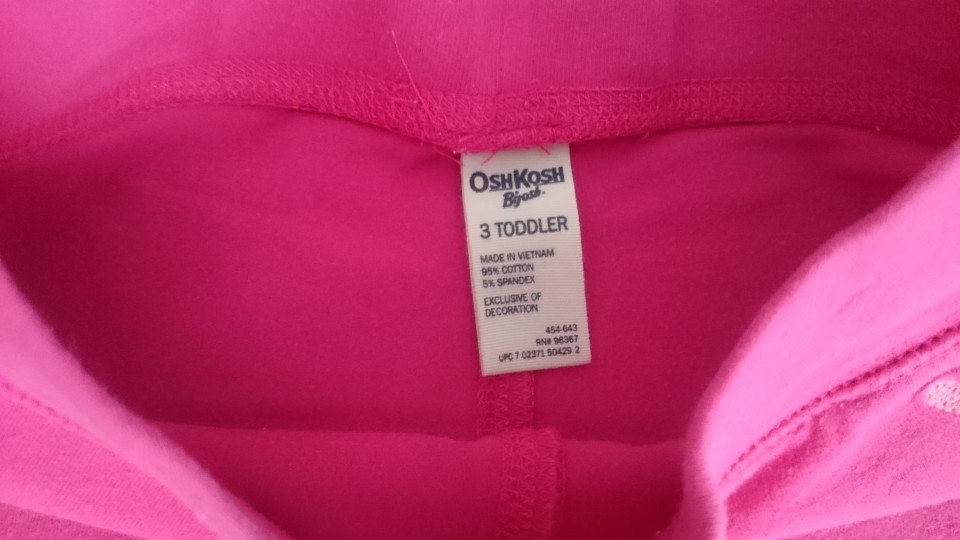 OSHKOSH
B'gosh.
3 TODDLER
MADE IN VIETNAM
95% COTTON
5% SPANDEX
EXCLUSIVE OF
DECORATION
454-643
RN# 96367
UPC 7 02371 50429 2